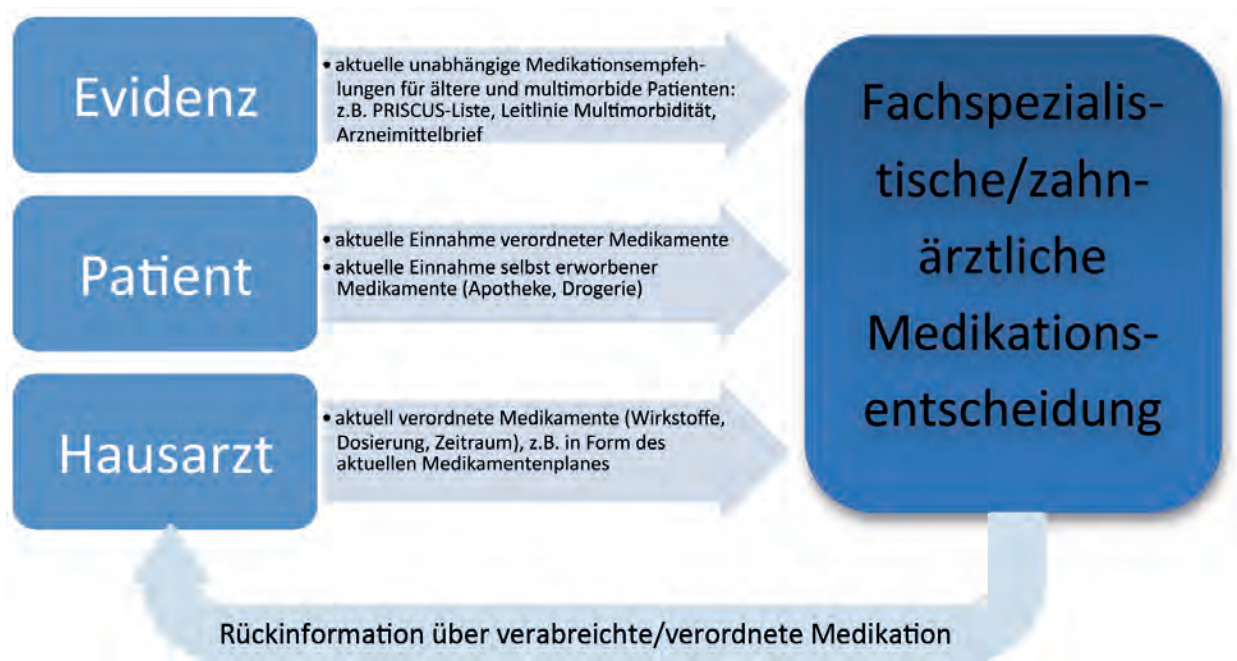 Evidenz
• aktuelle unabhängige Medikationsempfeh-
lungen für ältere und multimorbide Patienten:
z.B. PRISCUS-Liste, Leitlinie Multimorbidität,
Arzneimittelbrief
Patient
• aktuelle Einnahme verordneter Medikamente
• aktuelle Einnahme selbst erworbener
Medikamente (Apotheke, Drogerie)
Hausarzt
• aktuell verordnete Medikamente (Wirkstoffe,
Dosierung, Zeitraum), z.B. in Form des
aktuellen Medikamentenplanes
Fachspezialis-
tische/zahn-
ärztliche
Medikations-
entscheidung
Rückinformation über verabreichte/verordnete Medikation